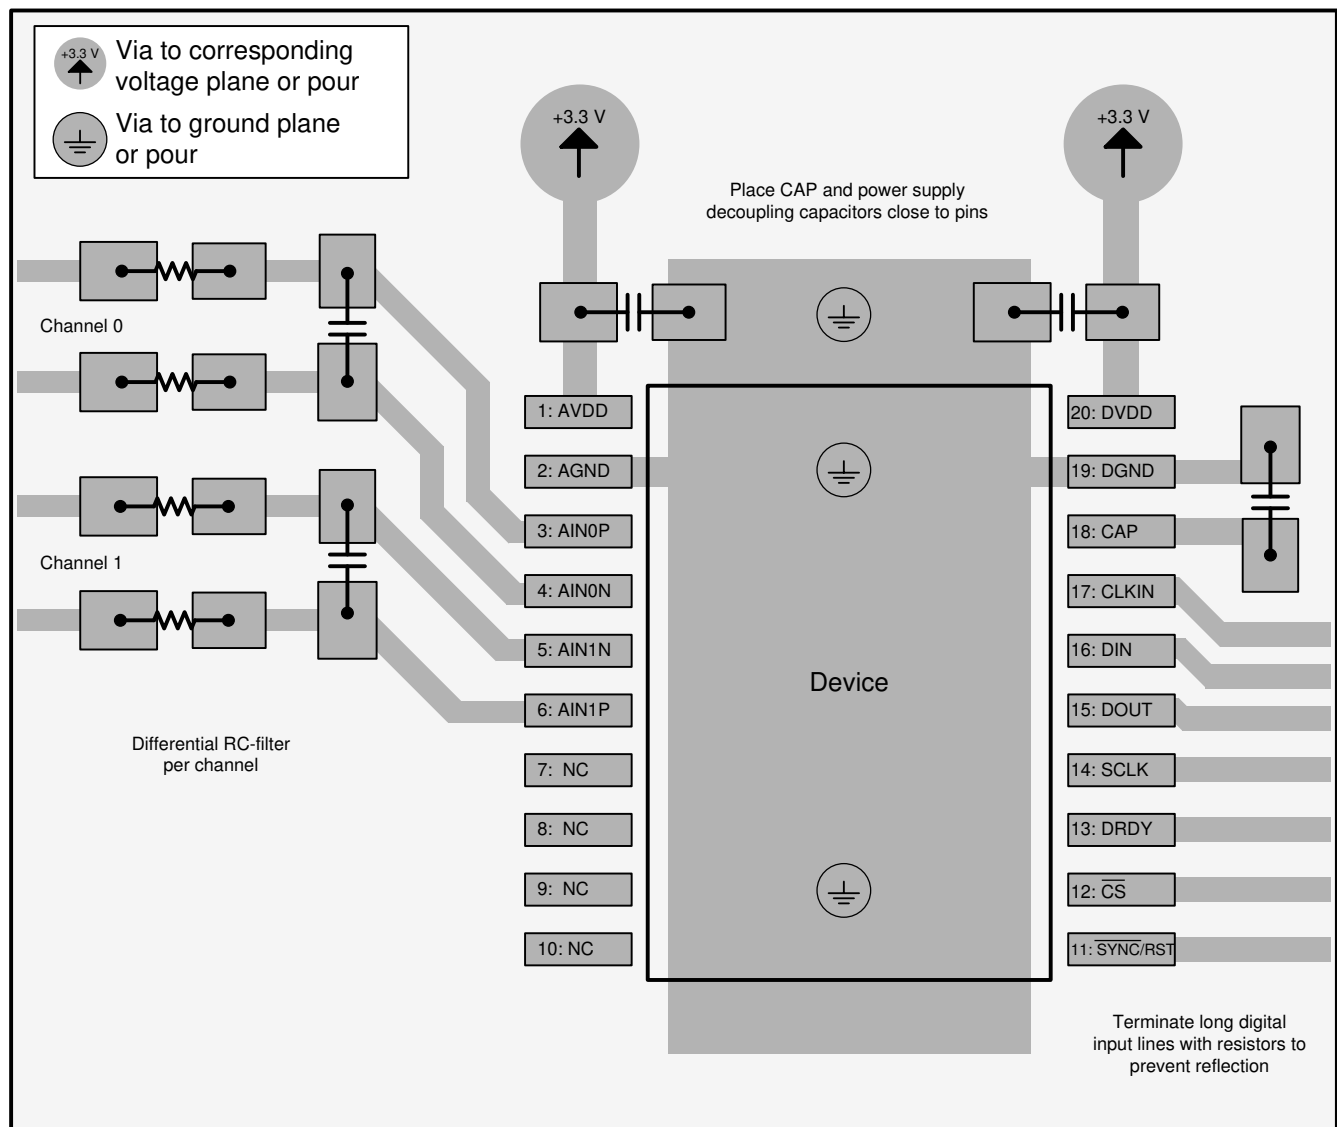 +3.3 V
Via to corresponding
voltage plane or pour
Via to ground plane
or pour
+3.3 V
+3.3 V
Place CAP and power supply
decoupling capacitors close to pins
Channel 0
Channel 1
Differential RC-filter
per channel
1: AVDD
2: AGND
3: AIN0P
4: AIN0N
5: AIN1N
6: AIN1P
7: NC
8: NC
9: NC
10: NC
Device
20: DVDD
19: DGND
18: CAP
17: CLKIN
16: DIN
15: DOUT
14: SCLK
13: DRDY
12: C̅S̅
11: S̅Y̅N̅C̅/RST
Terminate long digital
input lines with resistors to
prevent reflection